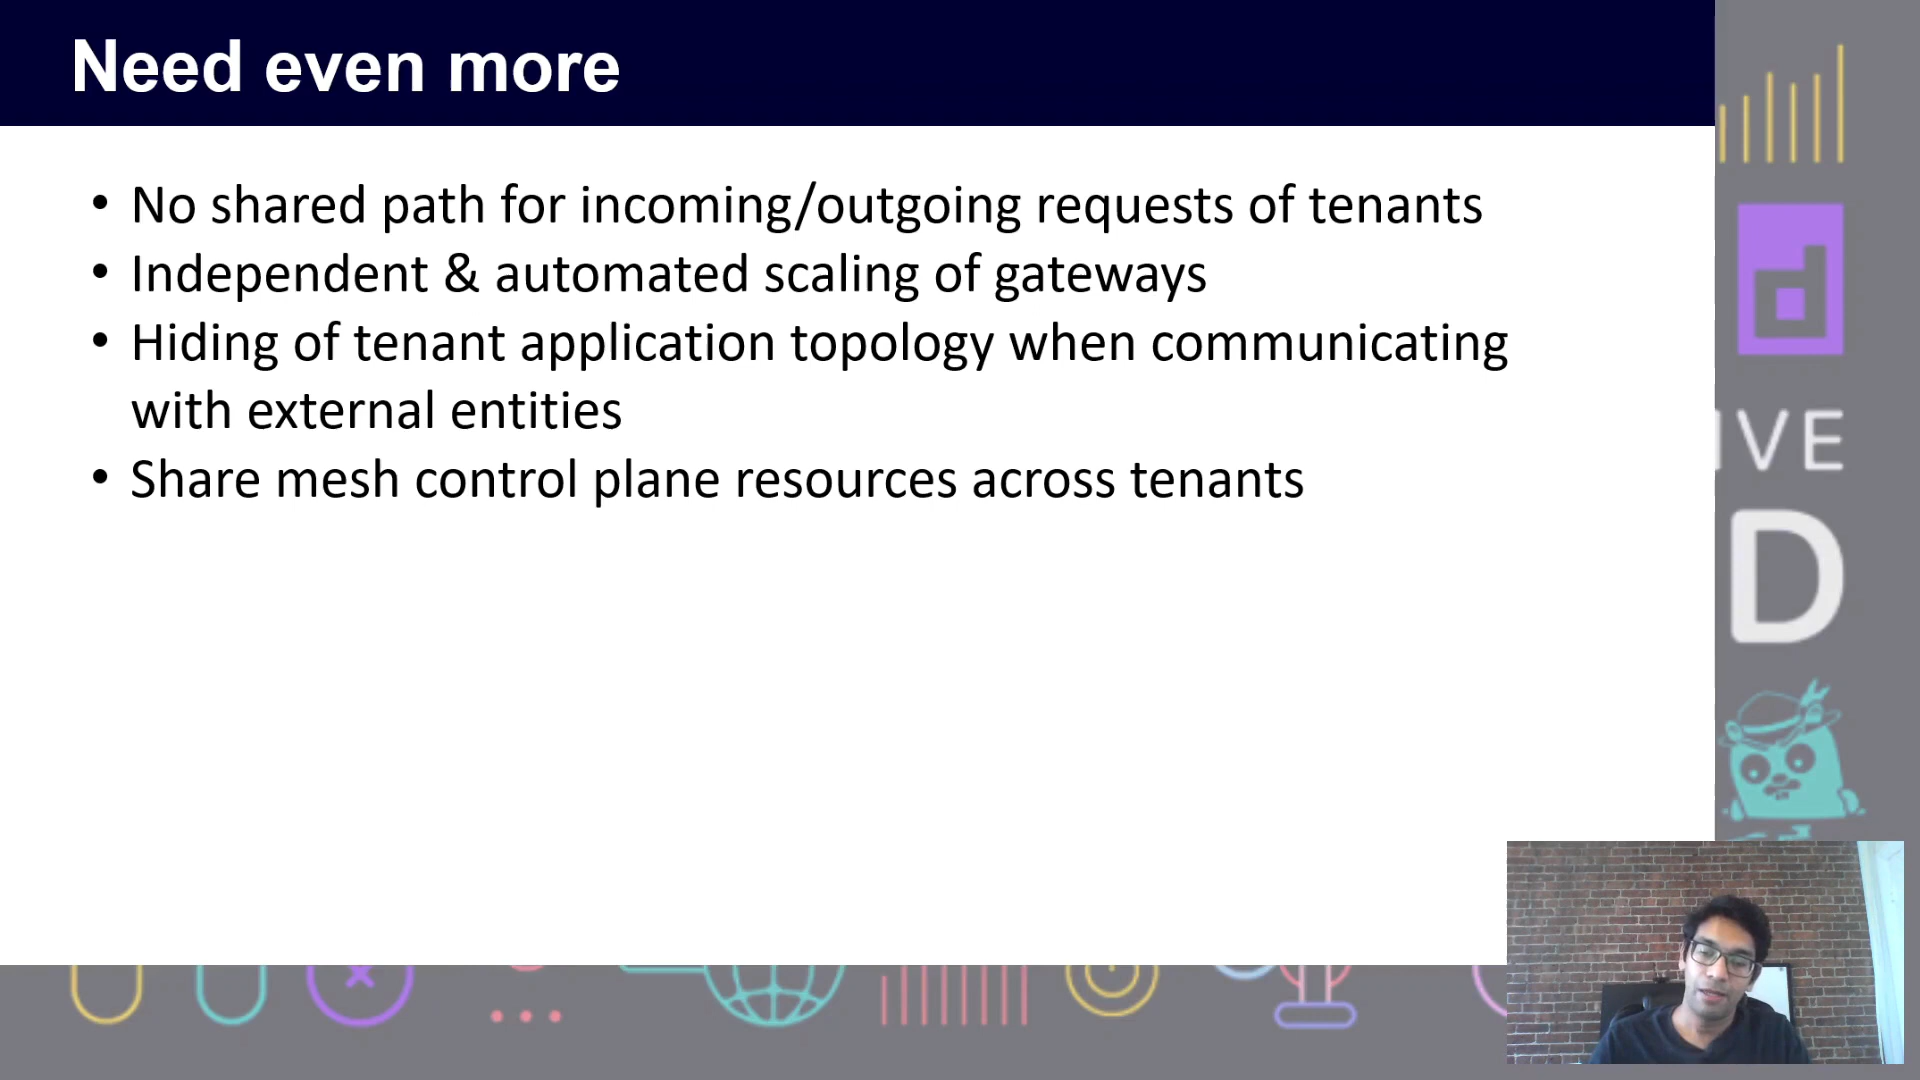 Need even more
• No shared path for incoming/outgoing requests of tenants
• Independent & automated scaling of gateways
• Hiding of tenant application topology when communicating
with external entities
• Share mesh control plane resources across tenants
IVE
D